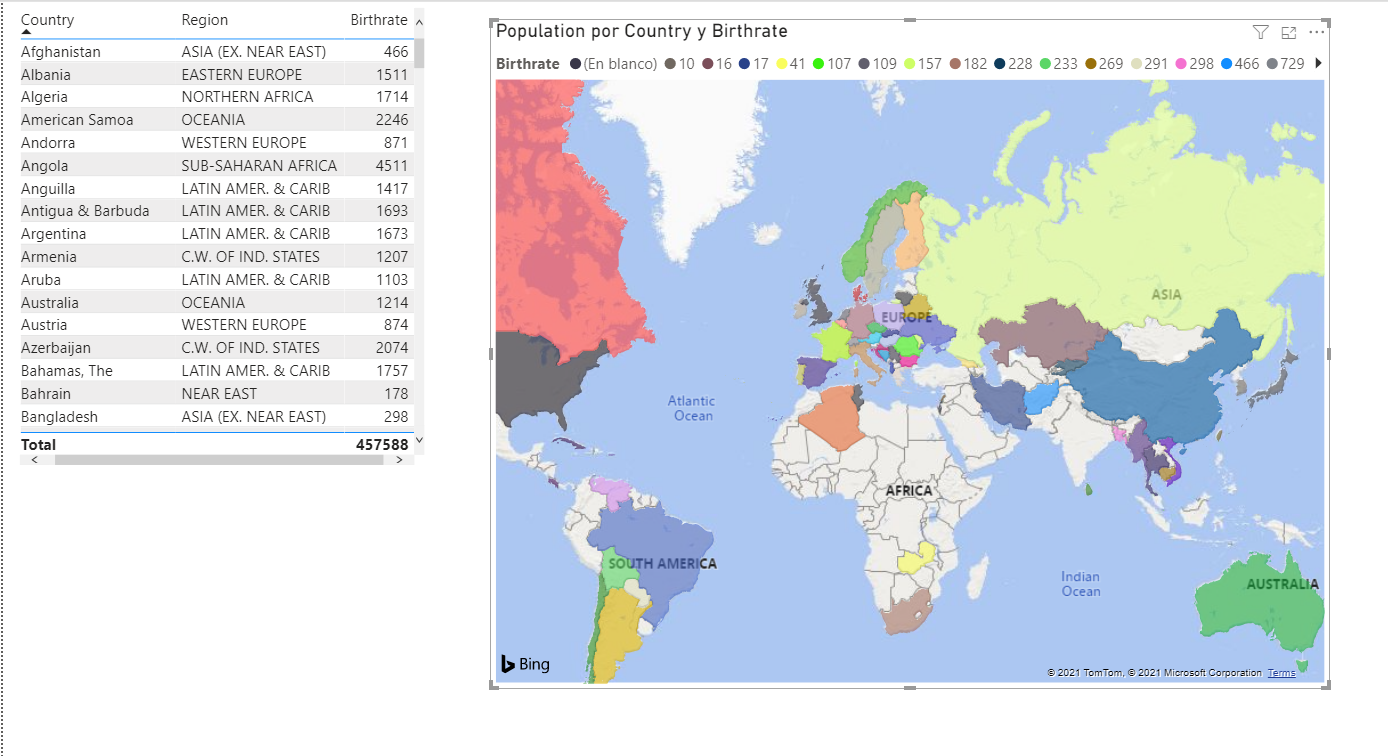 Country Region Birthrate
Afghanistan ASIA (EX. NEAR EAST) 466
Albania EASTERN EUROPE 1511
Algeria NORTHERN AFRICA 1714
American Samoa OCEANIA 2246
Andorra WESTERN EUROPE 871
Angola SUB-SAHARAN AFRICA 4511
Anguilla LATIN AMER. & CARIB 1417
Antigua & Barbuda LATIN AMER. & CARIB 1693
Argentina LATIN AMER. & CARIB 1673
Armenia C.W. OF IND. STATES 1207
Aruba LATIN AMER. & CARIB 1103
Australia OCEANIA 1214
Austria WESTERN EUROPE 874
Azerbaijan C.W. OF IND. STATES 2074
Bahamas, The LATIN AMER. & CARIB 1757
Bahrain NEAR EAST 178
Bangladesh ASIA (EX. NEAR EAST) 298
Total 457588
Population por Country y Birthrate
Birthrate (En blanco) 10 16 17 41 107 109 157 182 228 233 269 291 298 466 729
ASIA
EUROPE
Atlantic
Ocean
AFRICA
SOUTH AMERICA
Indian
Ocean
AUSTRALIA
Bing
© 2021 TomTom, © 2021 Microsoft Corporation Terms